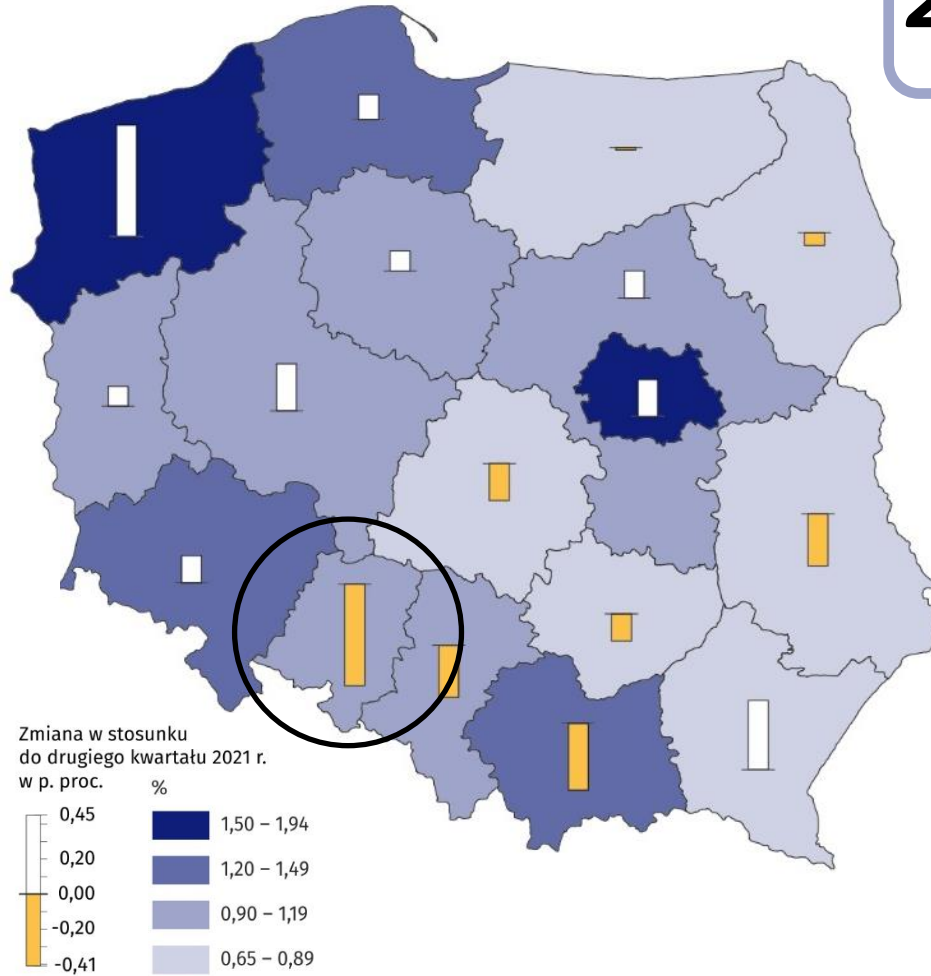 Zmiana w stosunku
do drugiego kwartału 2021 r.
w p. proc.
%
0,45
0,20
0,00
-0,20
-0,41
1,50 – 1,94
1,20 – 1,49
0,90 – 1,19
0,65 – 0,89